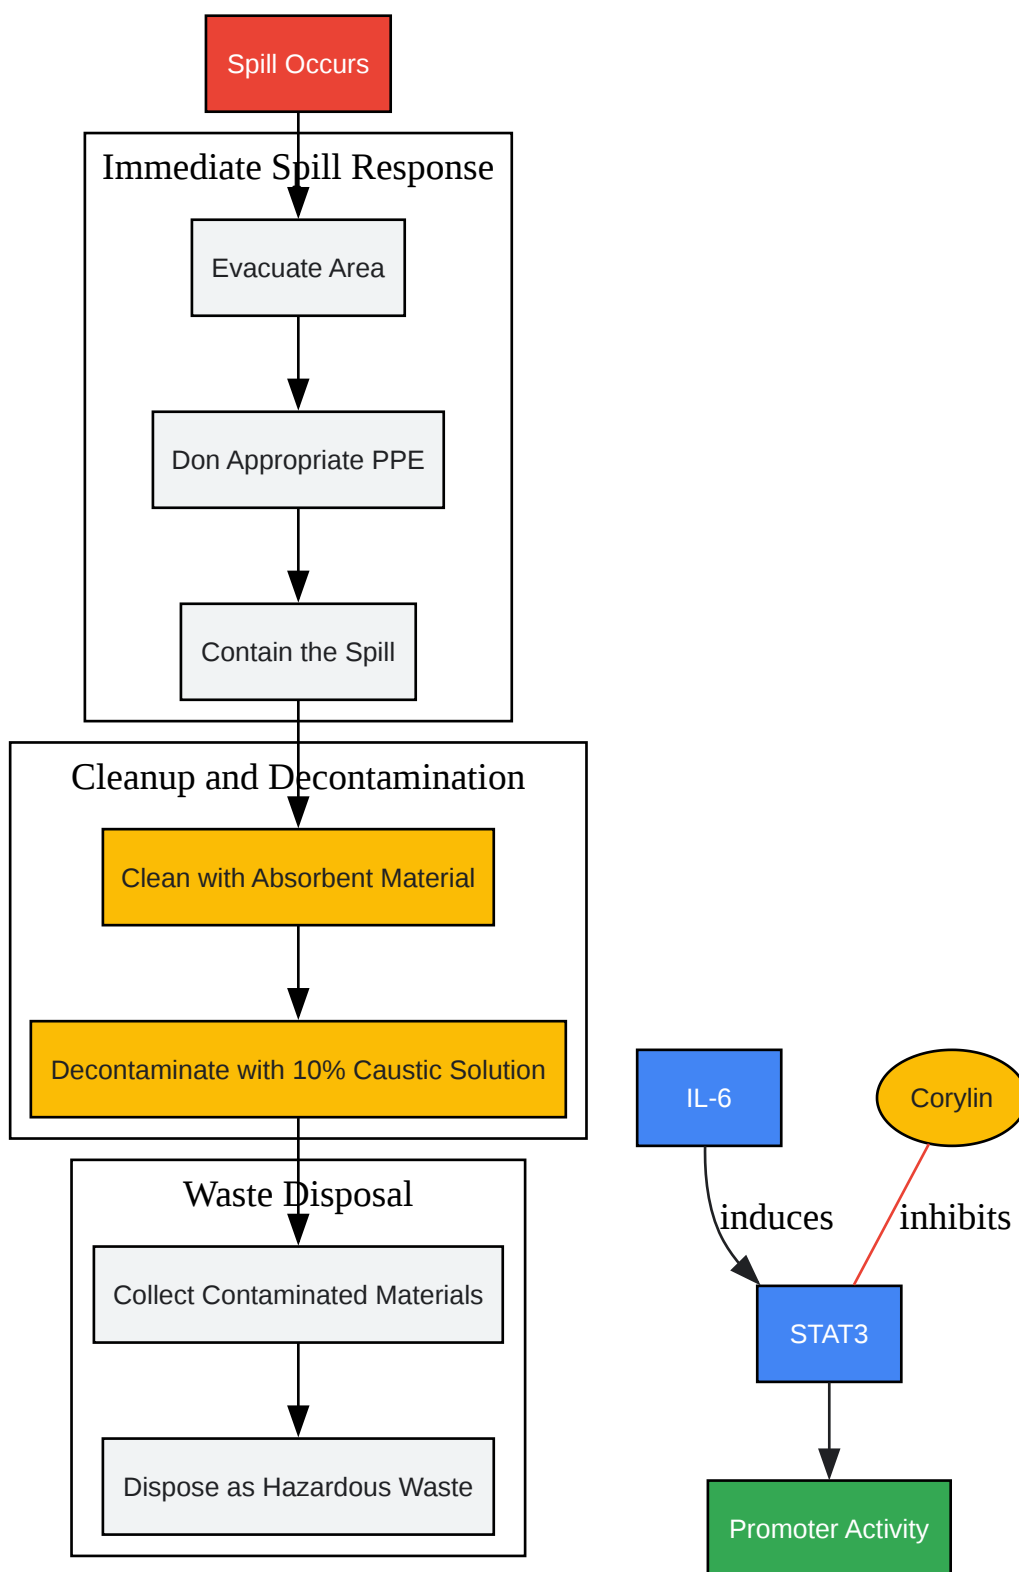 Spill Occurs
Immediate Spill Response
Evacuate Area
Don Appropriate PPE
Contain the Spill
Cleanup and Decontamination
Clean with Absorbent Material
Decontaminate with 10% Caustic Solution
Waste Disposal
Collect Contaminated Materials
Dispose as Hazardous Waste
IL-6
Corylin
induces
inhibits
STAT3
Promoter Activity